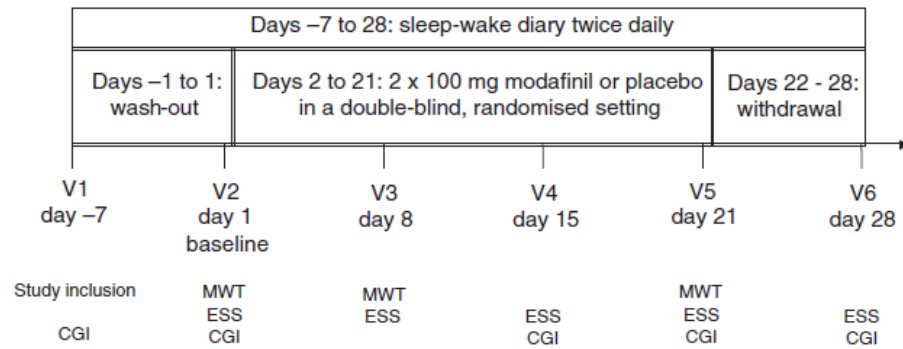 Days –7 to 28: sleep-wake diary twice daily
Days –1 to 1:
wash-out
Days 2 to 21: 2 x 100 mg modafinil or placebo
in a double-blind, randomised setting
Days 22 - 28:
withdrawal
V1
day –7
V2
day 1
baseline
V3
day 8
V4
day 15
V5
day 21
V6
day 28
Study inclusion
CGI
MWT
ESS
CGI
MWT
ESS
ESS
CGI
MWT
ESS
CGI
ESS
CGI